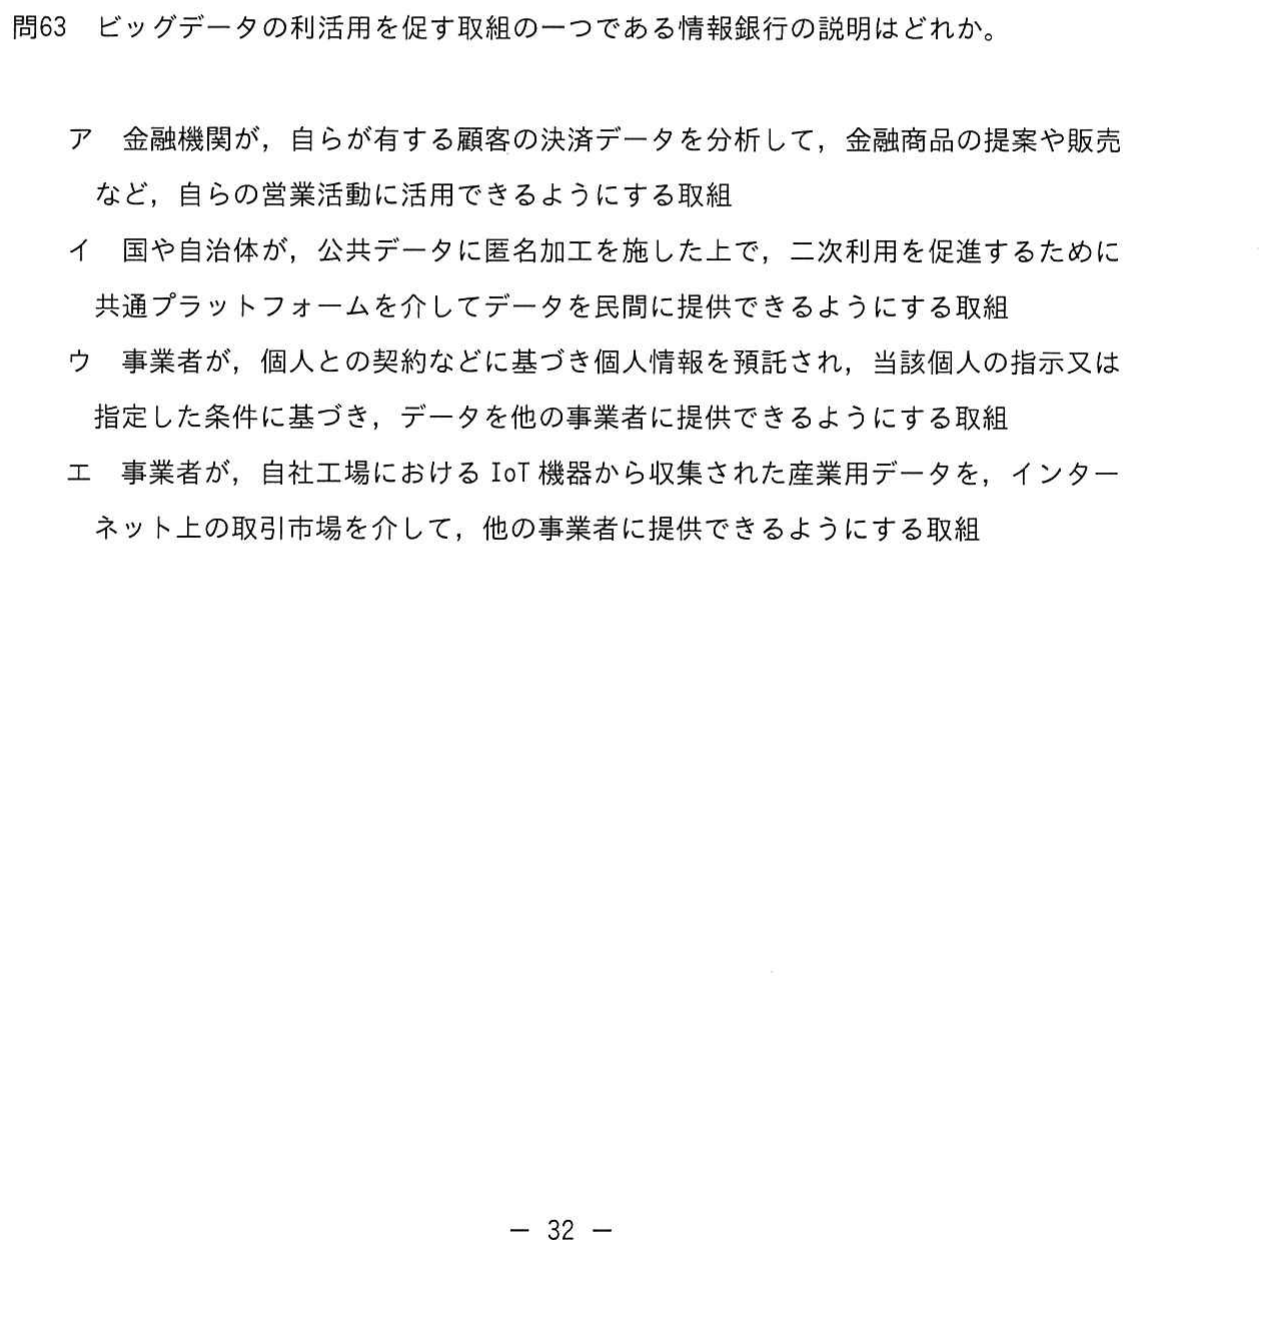 問63　ビッグデータの利活用を促す取組の一つである情報銀行の説明はどれか。
ア　金融機関が，自らが有する顧客の決済データを分析して，金融商品の提案や販売
など，自らの営業活動に活用できるようにする取組
イ　国や自治体が，公共データに匿名加工を施した上で，二次利用を促進するために
共通プラットフォームを介してデータを民間に提供できるようにする取組
ウ　事業者が，個人との契約などに基づき個人情報を預託され，当該個人の指示又は
指定した条件に基づき，データを他の事業者に提供できるようにする取組
エ　事業者が，自社工場における IoT 機器から収集された産業用データを，インター
ネット上の取引市場を介して，他の事業者に提供できるようにする取組
― 32 ―